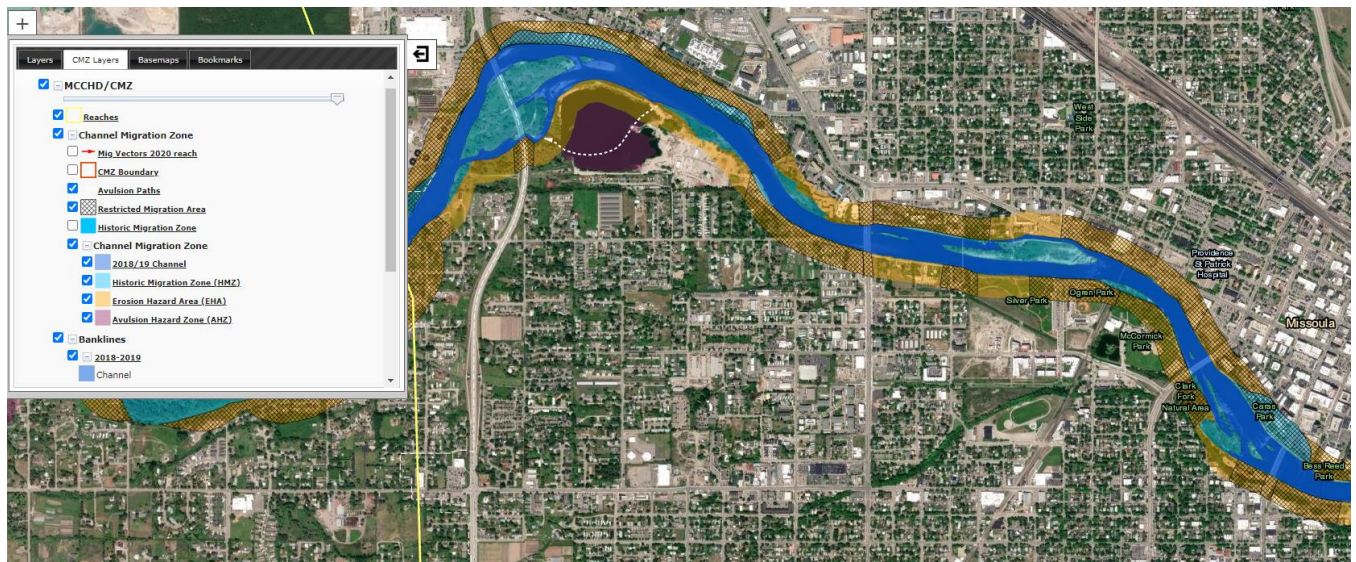 +
Layers
CMZ Layers
Basemaps
Bookmarks
MCCHD/CMZ
Reaches
Channel Migration Zone
Mig Vectors 2020 reach
CMZ Boundary
Avulsion Paths
Restricted Migration Area
Historic Migration Zone
Channel Migration Zone
2018/19 Channel
Historic Migration Zone (HMZ)
Erosion Hazard Area (EHA)
Avulsion Hazard Zone (AHZ)
Banklines
2018-2019
Channel
West
Side
Park
Providence
St Patrick
Hospital
Silver Park
Ogren Park
Missoula
McCormick
Park
Clark
Fork
Natural Area
Caras
Park
Bess Reed
Park